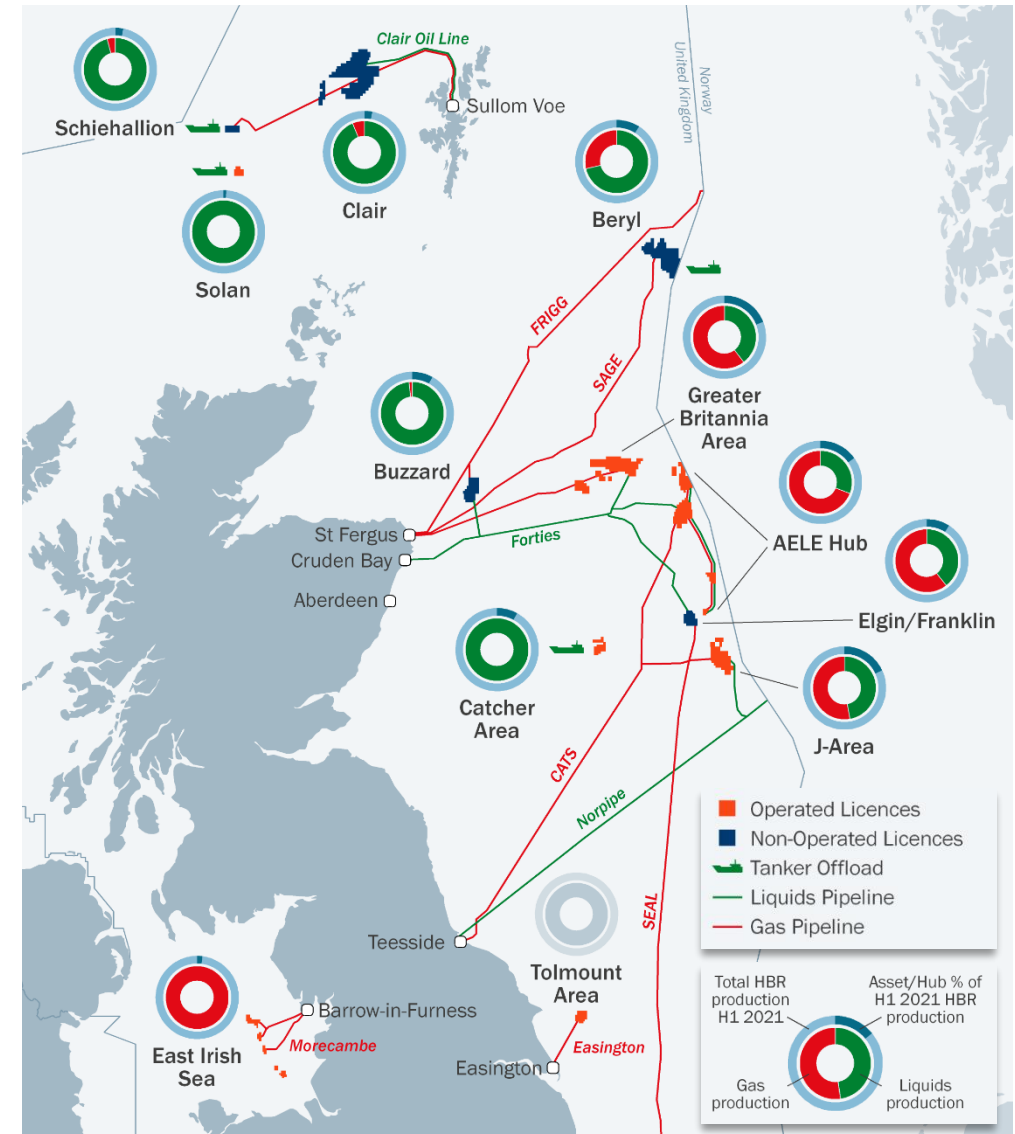 Clair Oil Line
Schiehallion
Sullom Voe
Norway
United Kingdom
Clair
Beryl
Solan
FRIGG
SAGE
Greater
Britannia
Area
Buzzard
St Fergus
Forties
Cruden Bay
AELE Hub
Aberdeen
Elgin/Franklin
Catcher
Area
J-Area
CATS
Norpipe
Operated Licences
Non-Operated Licences
Tanker Offload
Liquids Pipeline
Gas Pipeline
SEAL
Teesside
Tolmount
Area
Barrow-in-Furness
Morecambe
East Irish
Sea
Easington
Easington
Total HBR
production
H1 2021
Asset/Hub % of
H1 2021 HBR
production
Gas
production
Liquids
production